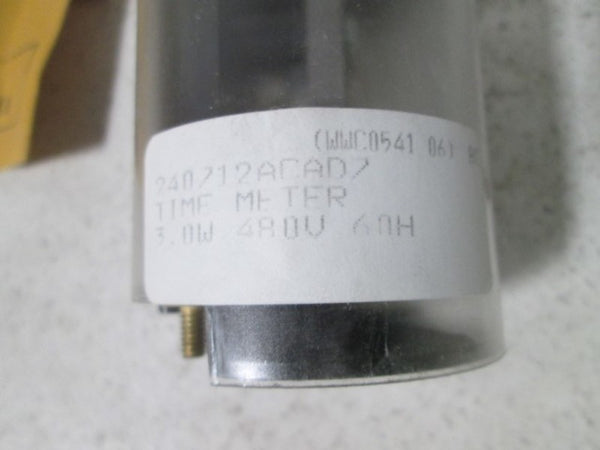 (WWC0541 06)
240712ACAD7
TIME METER
3.0W 480V 60H